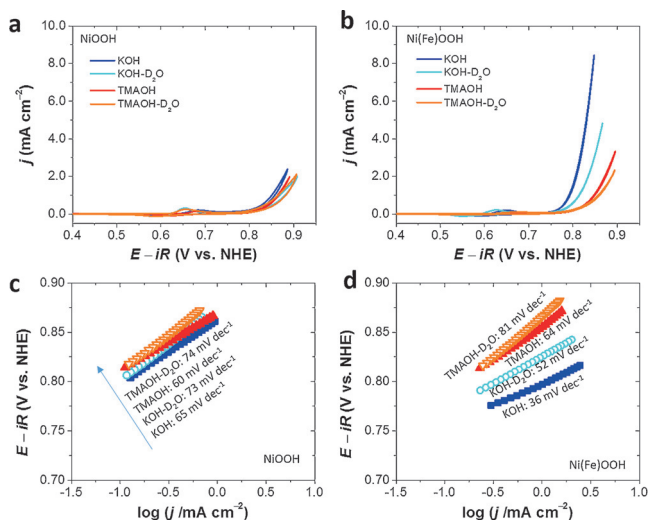 a
NiOOH
KOH
KOH-D₂O
TMAOH
TMAOH-D₂O
10.0
8.0
6.0
4.0
2.0
0.0
j (mA cm⁻²)
0.4 0.5 0.6 0.7 0.8 0.9
E – iR (V vs. NHE)
b
Ni(Fe)OOH
KOH
KOH-D₂O
TMAOH
TMAOH-D₂O
10.0
8.0
6.0
4.0
2.0
0.0
j (mA cm⁻²)
0.4 0.5 0.6 0.7 0.8 0.9
E – iR (V vs. NHE)
c
0.90
0.85
0.80
0.75
0.70
E – iR (V vs. NHE)
TMAOH-D₂O: 74 mV dec⁻¹
TMAOH: 60 mV dec⁻¹
KOH-D₂O: 73 mV dec⁻¹
KOH: 65 mV dec⁻¹
NiOOH
-1.5 -1.0 -0.5 0.0 0.5 1.0
log (j /mA cm⁻²)
d
0.90
0.85
0.80
0.75
0.70
E – iR (V vs. NHE)
TMAOH-D₂O: 81 mV dec⁻¹
TMAOH: 64 mV dec⁻¹
KOH-D₂O: 52 mV dec⁻¹
KOH: 36 mV dec⁻¹
Ni(Fe)OOH
-1.5 -1.0 -0.5 0.0 0.5 1.0
log (j /mA cm⁻²)